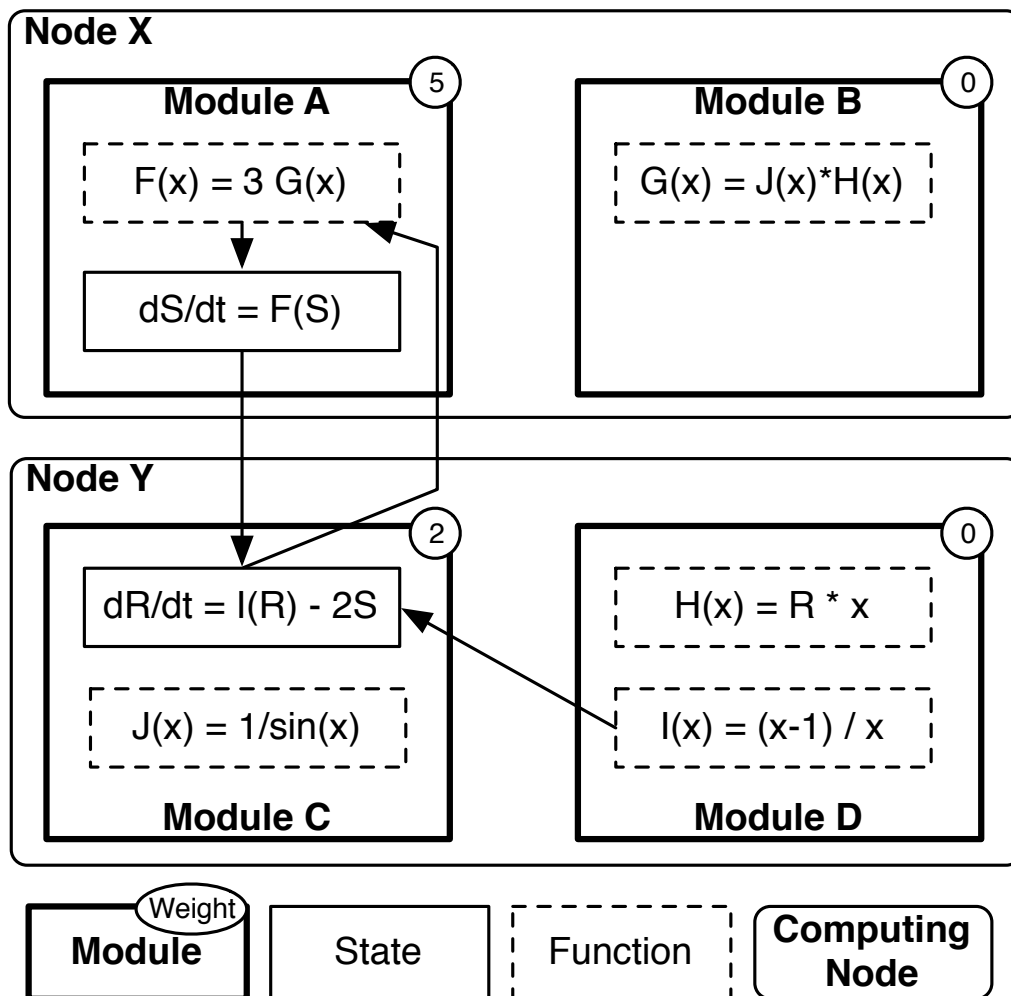 Node X
5
Module A
F(x) = 3 G(x)
dS/dt = F(S)
0
Module B
G(x) = J(x)*H(x)
Node Y
2
dR/dt = I(R) - 2S
J(x) = 1/sin(x)
Module C
0
H(x) = R * x
I(x) = (x-1) / x
Module D
Weight
Module
State
Function
Computing
Node